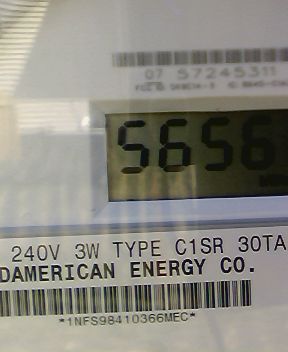 07 57245311
5656
240V 3W TYPE C1SR 30TA
DAMERICAN ENERGY CO.
*1NFS98410366MEC*